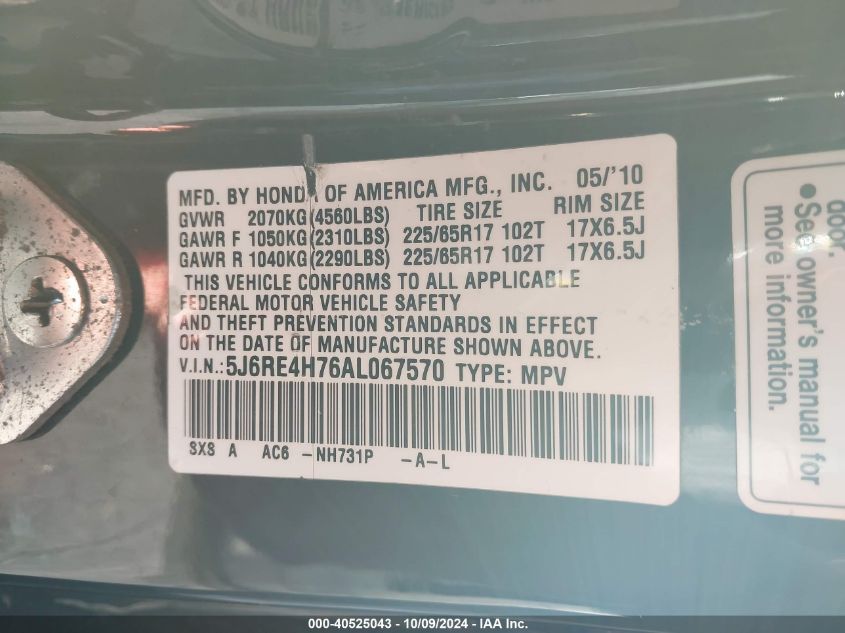 MFD. BY HONDA OF AMERICA MFG., INC. 05/'10
GVWR 2070KG(4560LBS) TIRE SIZE RIM SIZE
GAWR F 1050KG(2310LBS) 225/65R17 102T 17X6.5J
GAWR R 1040KG(2290LBS) 225/65R17 102T 17X6.5J
THIS VEHICLE CONFORMS TO ALL APPLICABLE
FEDERAL MOTOR VEHICLE SAFETY
AND THEFT PREVENTION STANDARDS IN EFFECT
ON THE DATE OF MANUFACTURE SHOWN ABOVE.
V.I.N.:5J6RE4H76AL067570 TYPE: MPV
SXS A AC6 -NH731P -A-L
door.
● See owner's manual for
more information.
000-40525043 - 10/09/2024 - IAA Inc.